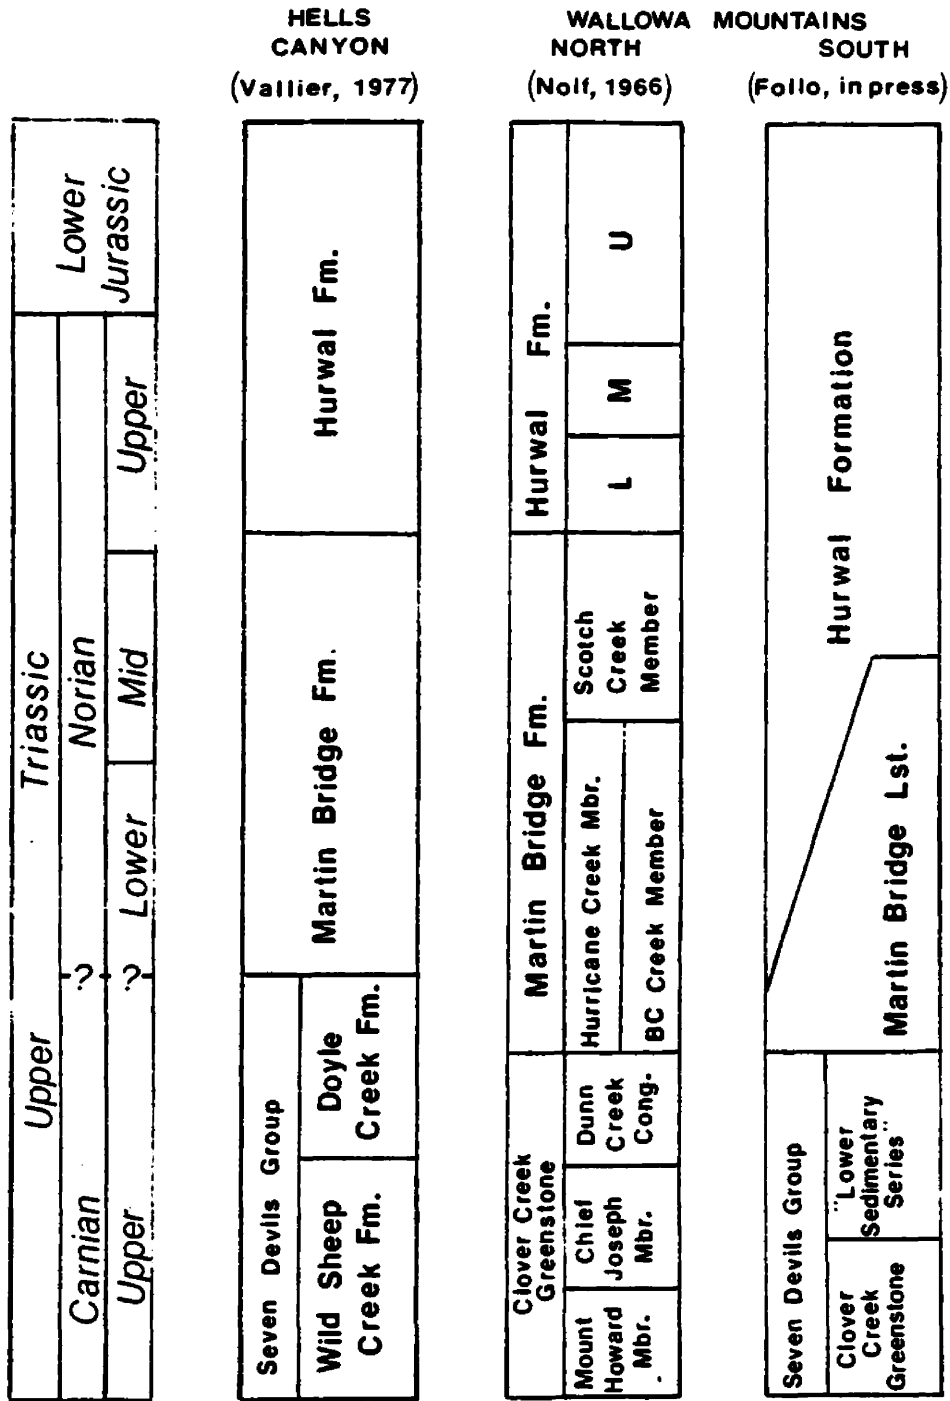 HELLS
CANYON
(Vallier, 1977)
WALLOWA MOUNTAINS
NORTH
(Nolf, 1966)
SOUTH
(Follo, in press)
Lower
Jurassic
Upper
Triassic
Norian
Upper
Mid
Lower
?
?
Carnian
Upper
Hurwal Fm.
Martin Bridge Fm.
Seven Devils Group
Doyle
Creek Fm.
Wild Sheep
Creek Fm.
Hurwal Fm.
U
M
L
Martin Bridge Fm.
Scotch
Creek
Member
Hurricane Creek Mbr.
BC Creek Member
Clover Creek
Greenstone
Dunn
Creek
Cong.
Chief
Joseph
Mbr.
Mount
Howard
Mbr.
Hurwal Formation
Martin Bridge Lst.
Seven Devils Group
"Lower
Sedimentary
Series"
Clover
Creek
Greenstone